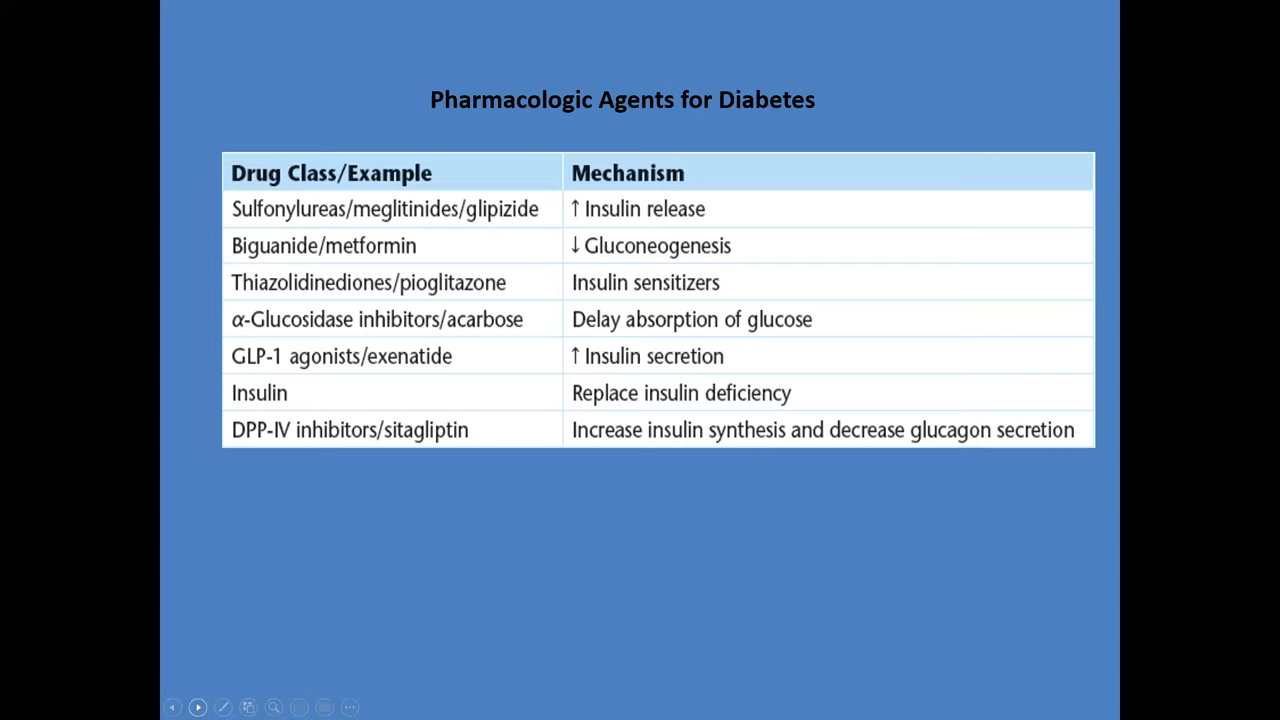 Pharmacologic Agents for Diabetes
Drug Class/Example Mechanism
Sulfonylureas/meglitinides/glipizide ↑ Insulin release
Biguanide/metformin ↓ Gluconeogenesis
Thiazolidinediones/pioglitazone Insulin sensitizers
α-Glucosidase inhibitors/acarbose Delay absorption of glucose
GLP-1 agonists/exenatide ↑ Insulin secretion
Insulin Replace insulin deficiency
DPP-IV inhibitors/sitagliptin Increase insulin synthesis and decrease glucagon secretion